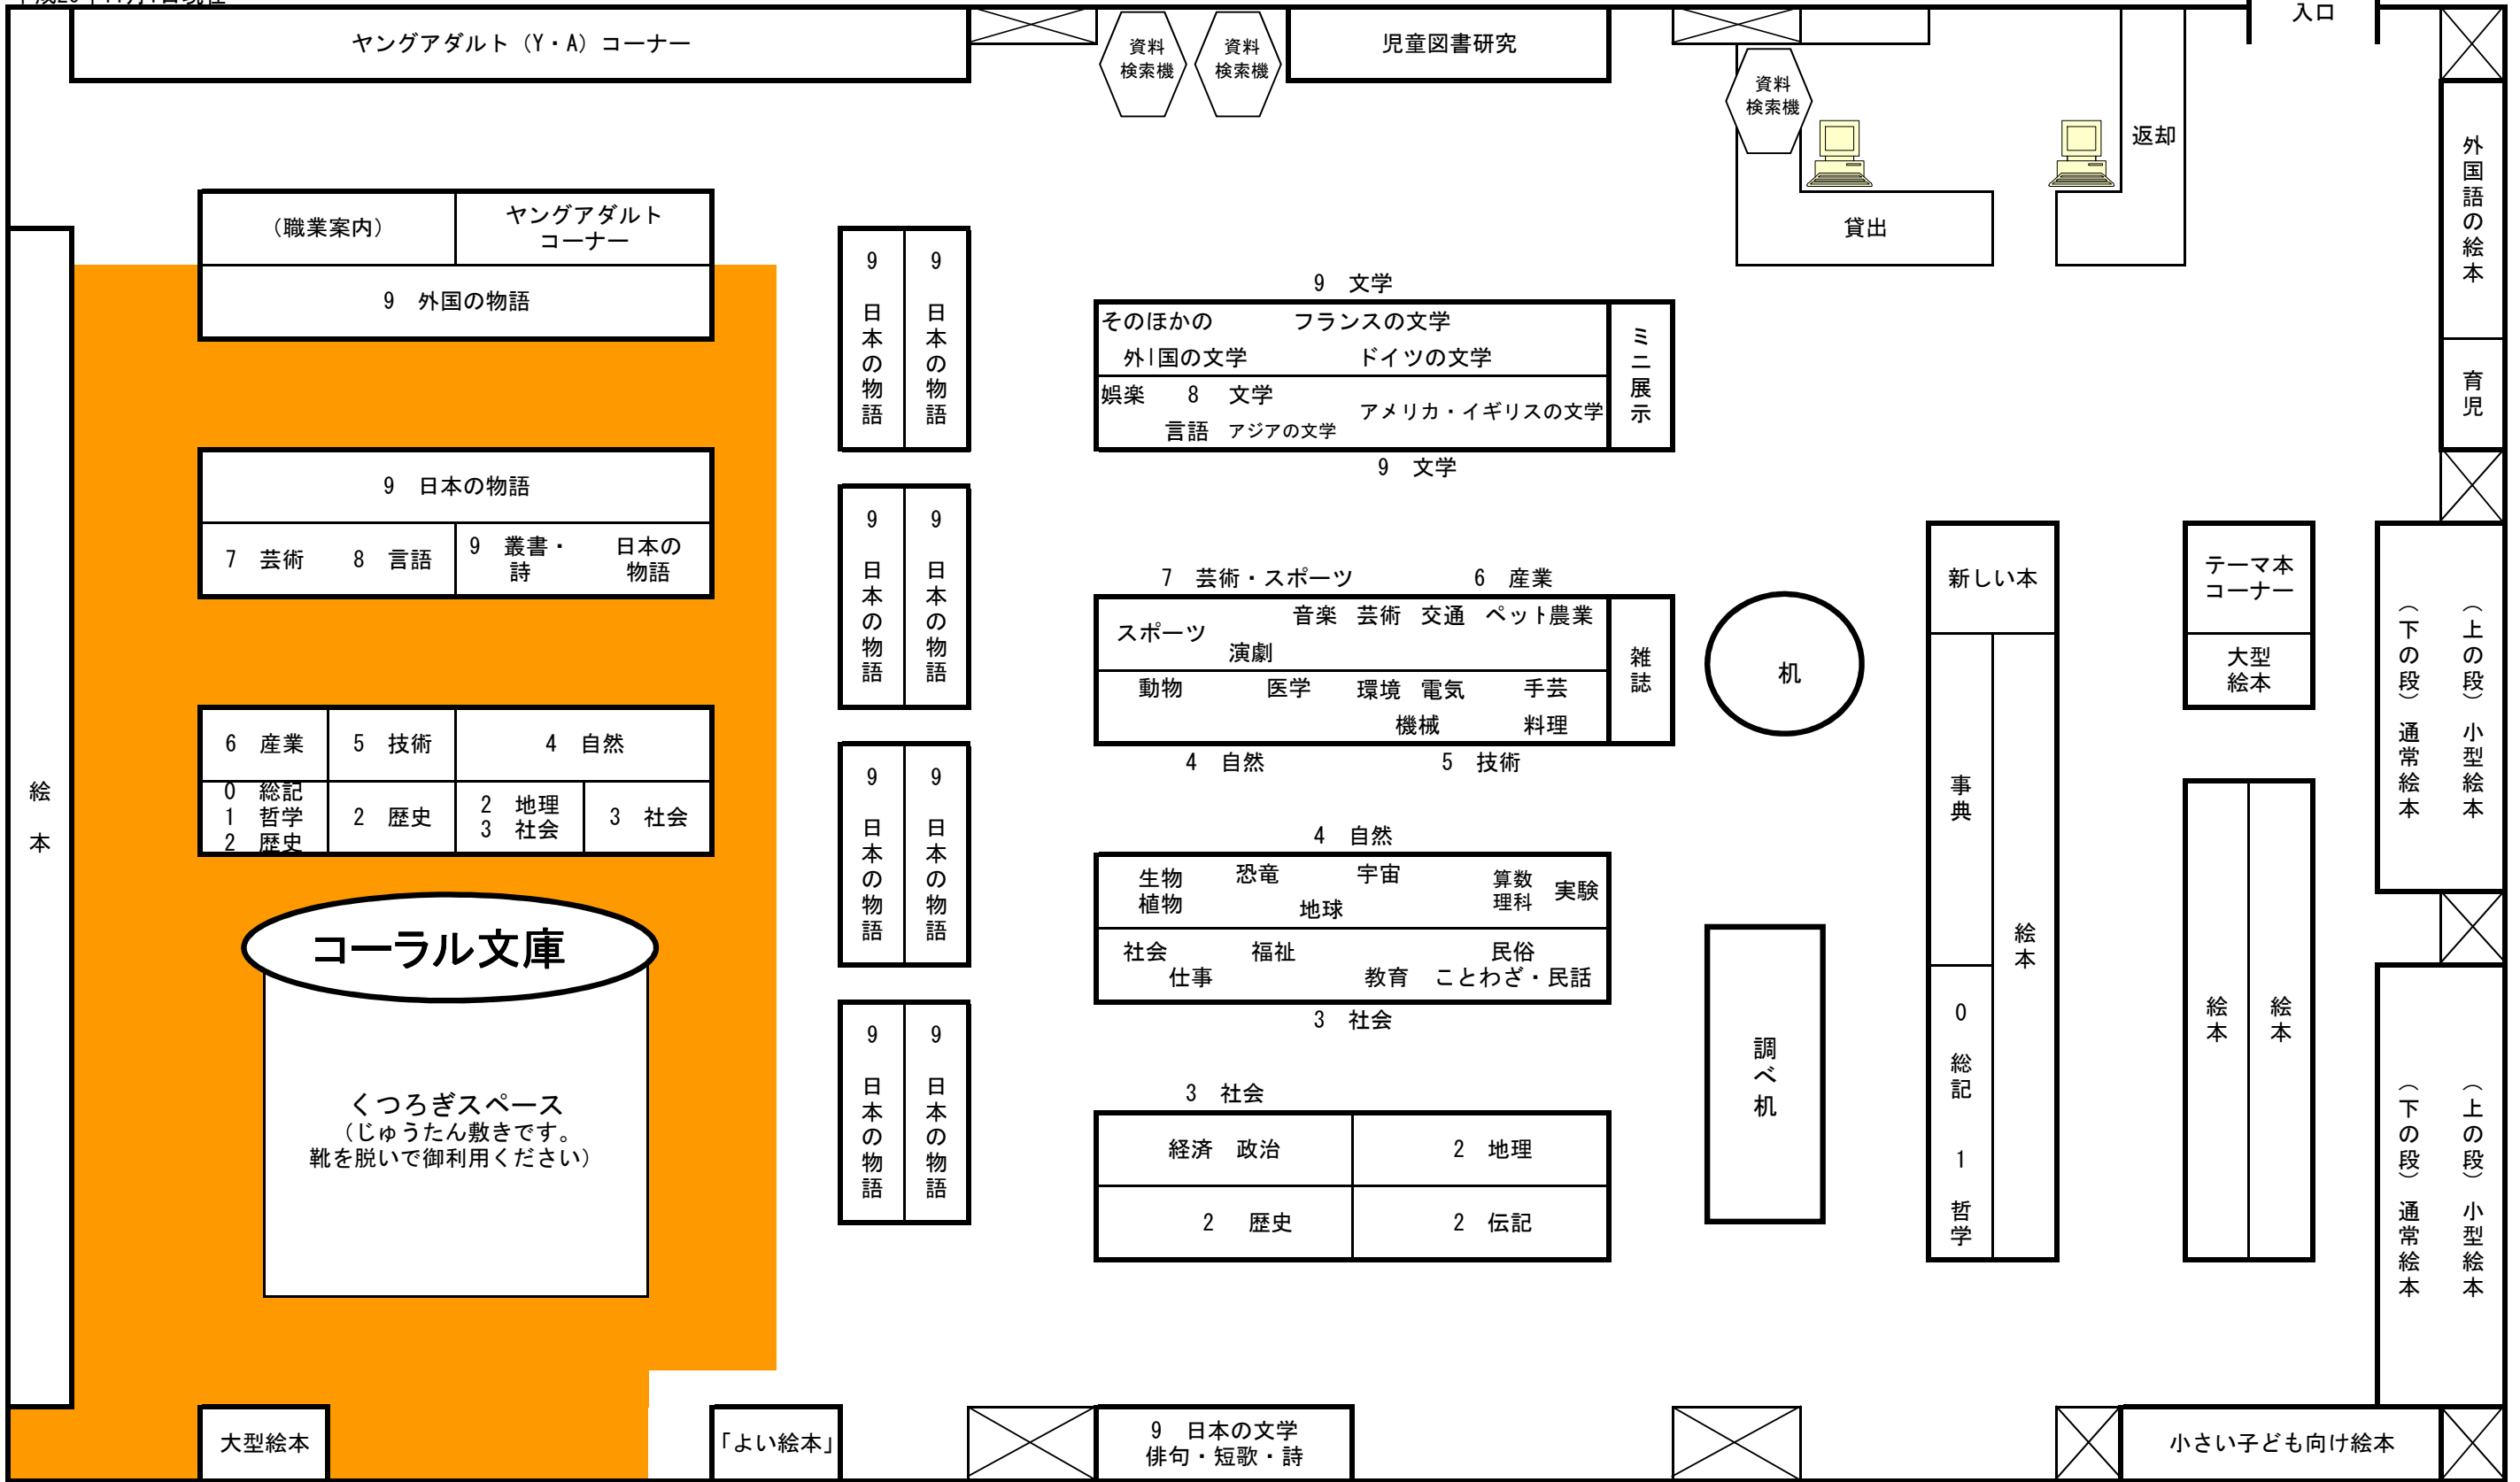 入口
ヤングアダルト（Y・A）コーナー
資料
検索機
資料
検索機
児童図書研究
資料
検索機
返却
貸出
外国語の絵本
育児
（職業案内）
ヤングアダルト
コーナー
9　外国の物語
9　日本の物語
9　日本の物語
9　文学
そのほかの
外国の文学
フランスの文学
ドイツの文学
娯楽
8
言語
文学
アジアの文学
アメリカ・イギリスの文学
ミニ展示
9　文学
9　日本の物語
7　芸術
8　言語
9　叢書・
詩
日本の
物語
9　日本の物語
9　日本の物語
7　芸術・スポーツ
6　産業
スポーツ
演劇
音楽
芸術
交通
ペット農業
動物
医学
環境
電気
機械
手芸
料理
雑誌
4　自然
5　技術
机
新しい本
事典
0　総記　1　哲学
絵本
テーマ本
コーナー
大型
絵本
絵本
絵本
（下の段）通常絵本
（上の段）小型絵本
6　産業
5　技術
4　自然
0　総記
1　哲学
2　歴史
2　歴史
2　地理
3　社会
3　社会
絵本
9　日本の物語
9　日本の物語
4　自然
生物
植物
恐竜
地球
宇宙
算数
理科
実験
社会
仕事
福祉
教育
民俗
ことわざ・民話
3　社会
コーラル文庫
くつろぎスペース
（じゅうたん敷きです。
靴を脱いで御利用ください）
9　日本の物語
9　日本の物語
3　社会
経済　政治
2　地理
2　歴史
2　伝記
調べ机
（下の段）通常絵本
（上の段）小型絵本
大型絵本
「よい絵本」
9　日本の文学
俳句・短歌・詩
小さい子ども向け絵本